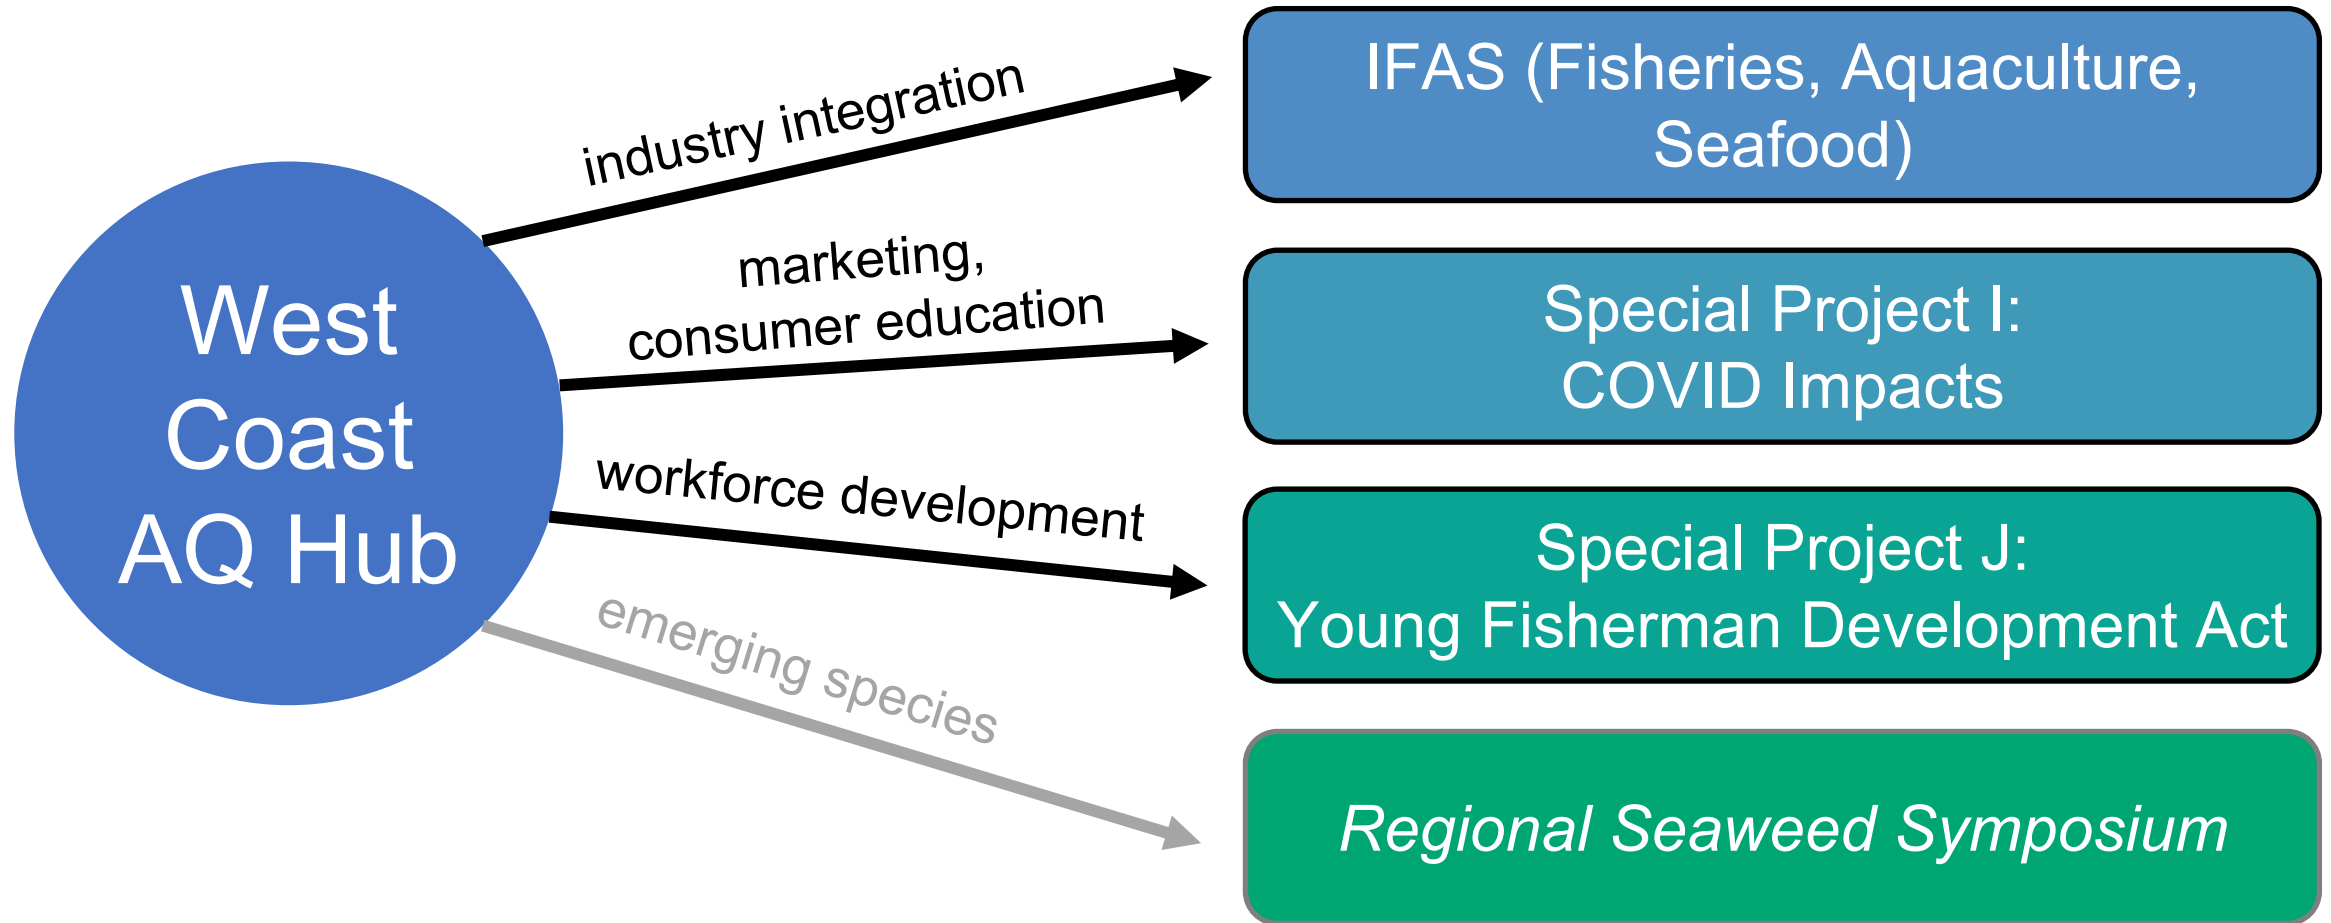 West
Coast
AQ Hub
industry integration
IFAS (Fisheries, Aquaculture,
Seafood)
marketing,
consumer education
Special Project I:
COVID Impacts
workforce development
Special Project J:
Young Fisherman Development Act
emerging species
Regional Seaweed Symposium